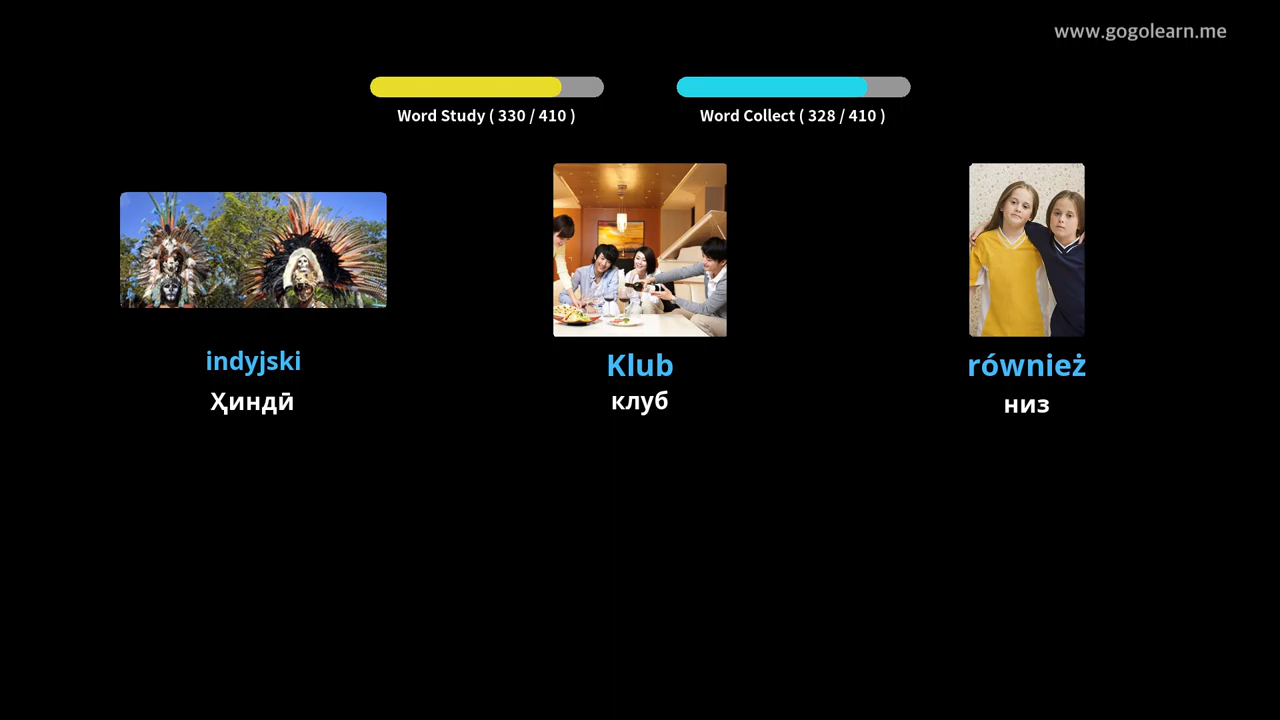 www.gogolearn.me
Word Study ( 330 / 410 )
Word Collect ( 328 / 410 )
indyjski
Klub
również
Ҳиндӣ
клуб
низ